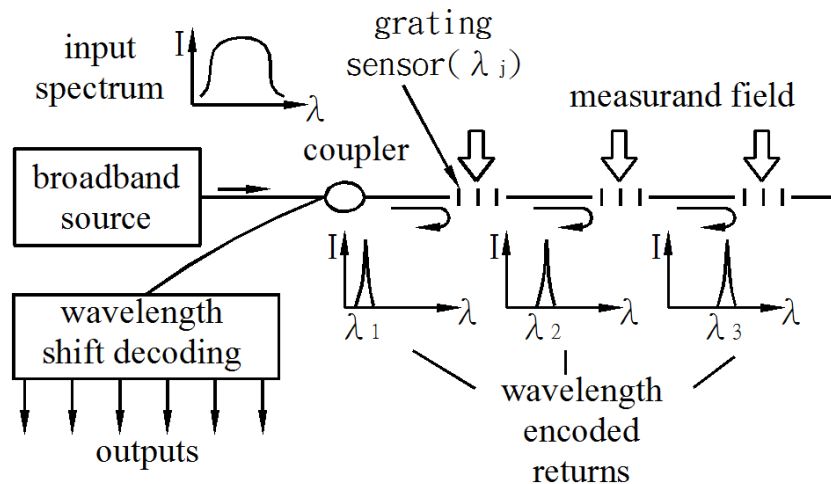 input
spectrum
I
λ
grating
sensor(λj)
measurand field
coupler
broadband
source
I
λ1
λ
I
λ2
λ
I
λ3
λ
wavelength
shift decoding
wavelength
encoded
returns
outputs